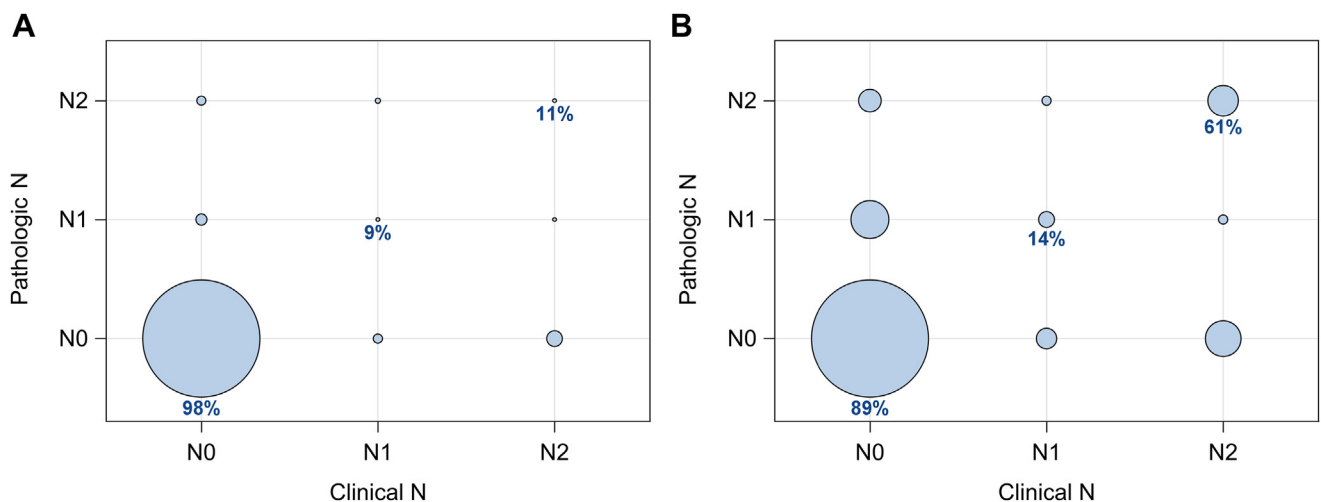 A
Pathologic N
N2
N1
N0
11%
9%
98%
N0
N1
N2
Clinical N
B
Pathologic N
N2
N1
N0
61%
14%
89%
N0
N1
N2
Clinical N